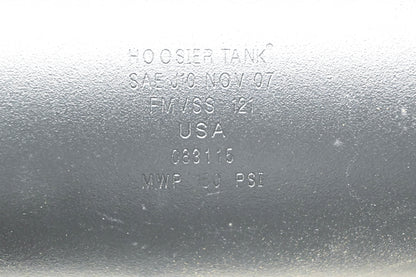 HOOSIER TANK®
SAE J10 NOV 07
FMVSS 121
USA
083115
MWP 150 PSI